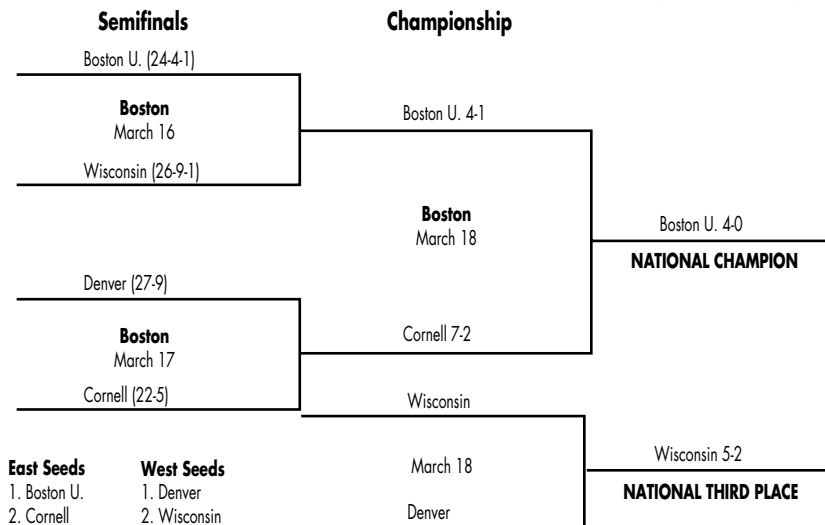 Semifinals
Championship
Boston U. (24-4-1)
Boston
March 16
Wisconsin (26-9-1)
Boston U. 4-1
Boston
March 18
Boston U. 4-0
NATIONAL CHAMPION
Denver (27-9)
Boston
March 17
Cornell (22-5)
Cornell 7-2
Wisconsin
March 18
Denver
Wisconsin 5-2
NATIONAL THIRD PLACE
East Seeds
1. Boston U.
2. Cornell
West Seeds
1. Denver
2. Wisconsin